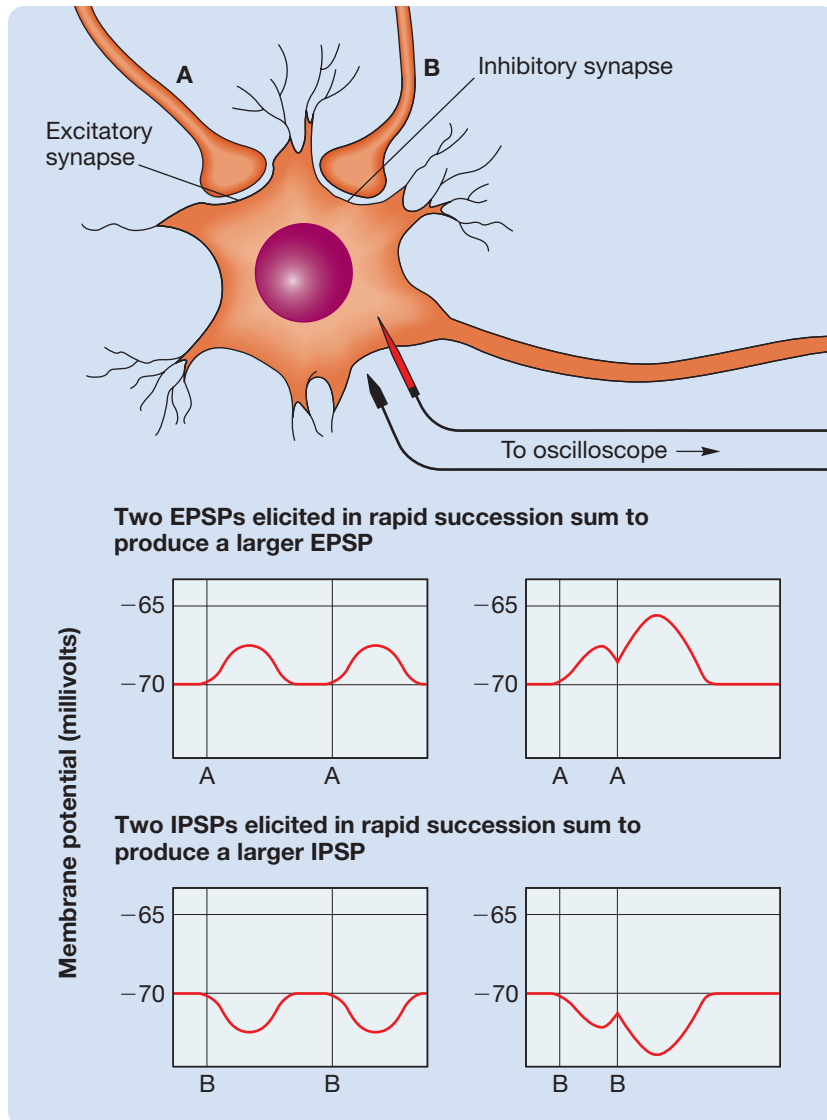 A
B
Inhibitory synapse
Excitatory
synapse
To oscilloscope →
Two EPSPs elicited in rapid succession sum to
produce a larger EPSP
Membrane potential (millivolts)
−65
−70
A
A
−65
−70
A
A
Two IPSPs elicited in rapid succession sum to
produce a larger IPSP
−65
−70
B
B
−65
−70
B
B